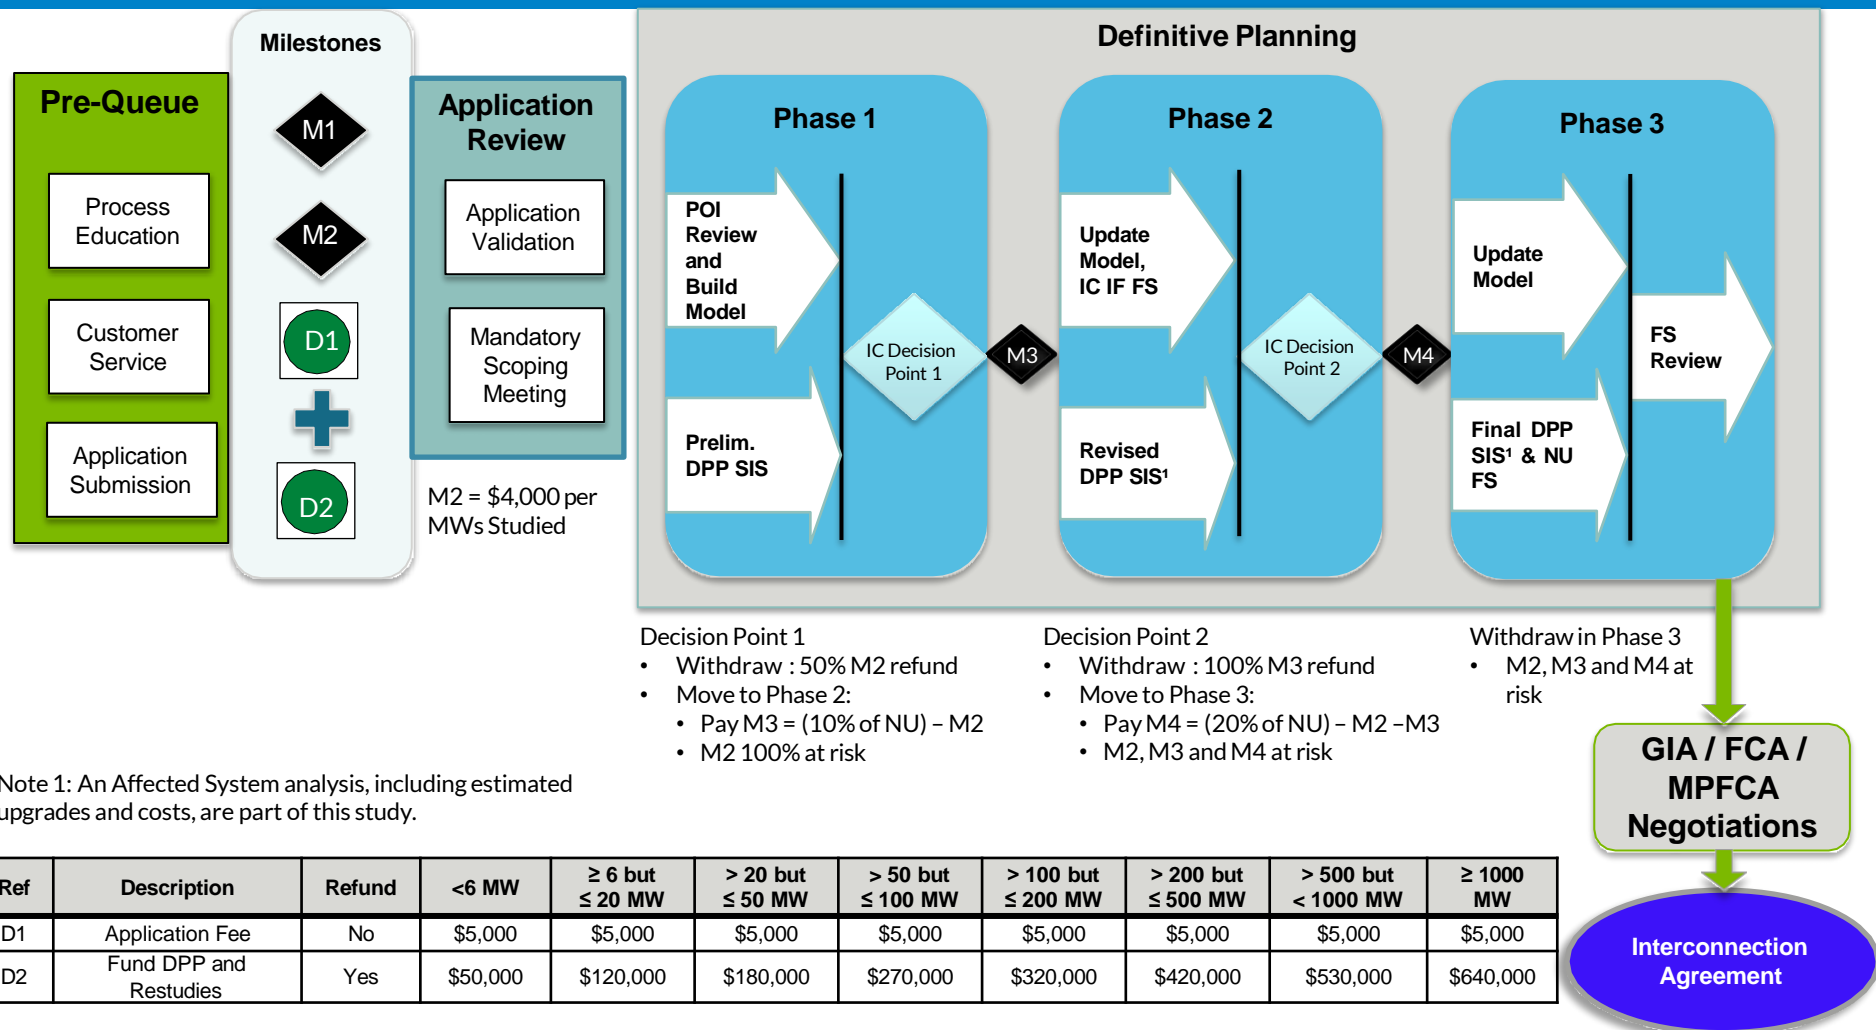 Milestones
Definitive Planning
Pre-Queue
Process
Education
Customer
Service
Application
Submission
M1
M2
D1
D2
Application
Review
Application
Validation
Mandatory
Scoping
Meeting
M2 = $4,000 per
MWs Studied
Phase 1
POI
Review
and
Build
Model
Prelim.
DPP SIS
IC Decision
Point 1
M3
Phase 2
Update
Model,
IC IF FS
Revised
DPP SIS¹
IC Decision
Point 2
M4
Phase 3
Update
Model
Final DPP
SIS¹ & NU
FS
FS
Review
Decision Point 1
• Withdraw : 50% M2 refund
• Move to Phase 2:
• Pay M3 = (10% of NU) – M2
• M2 100% at risk
Decision Point 2
• Withdraw : 100% M3 refund
• Move to Phase 3:
• Pay M4 = (20% of NU) – M2 –M3
• M2, M3 and M4 at risk
Withdraw in Phase 3
• M2, M3 and M4 at
risk
GIA / FCA /
MPFCA
Negotiations
Interconnection
Agreement
Note 1: An Affected System analysis, including estimated
upgrades and costs, are part of this study.
Ref Description Refund <6 MW ≥ 6 but ≤ 20 MW > 20 but ≤ 50 MW > 50 but ≤ 100 MW > 100 but ≤ 200 MW > 200 but ≤ 500 MW > 500 but < 1000 MW ≥ 1000 MW
D1 Application Fee No $5,000 $5,000 $5,000 $5,000 $5,000 $5,000 $5,000 $5,000
D2 Fund DPP and Restudies Yes $50,000 $120,000 $180,000 $270,000 $320,000 $420,000 $530,000 $640,000